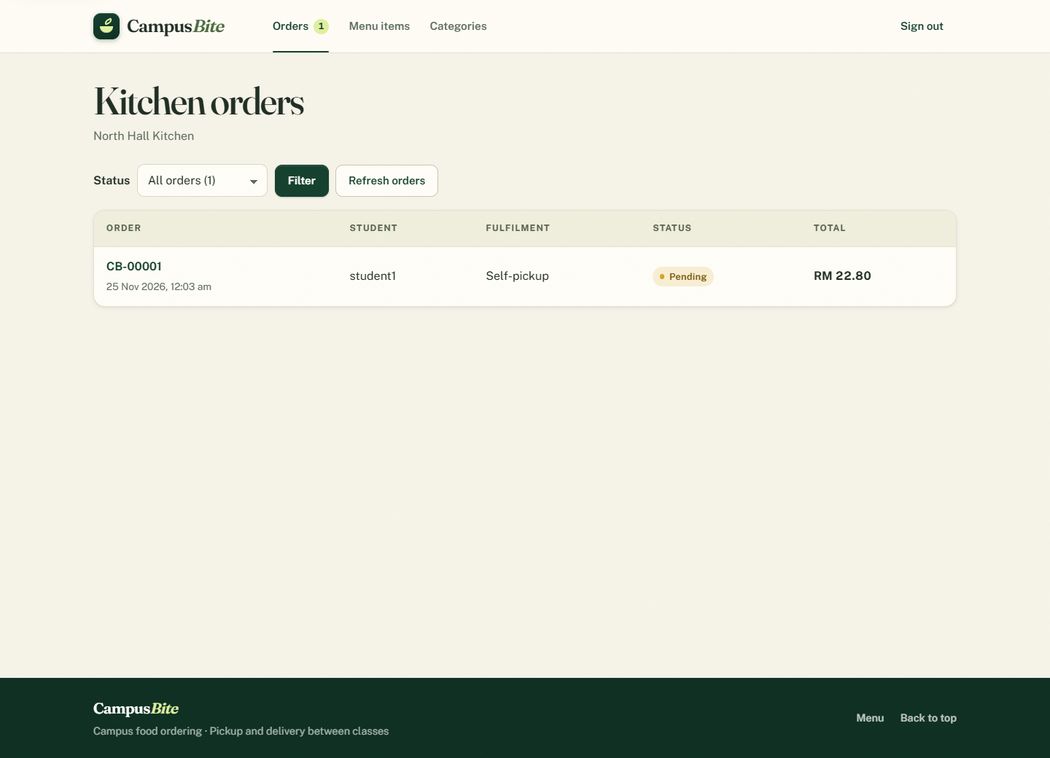 CampusBite Orders 1 Menu items Categories Sign out
Kitchen orders
North Hall Kitchen
Status All orders (1) Filter Refresh orders
ORDER STUDENT FULFILMENT STATUS TOTAL
CB-00001
25 Nov 2026, 12:03 am
student1 Self-pickup Pending RM 22.80
CampusBite
Campus food ordering · Pickup and delivery between classes
Menu Back to top